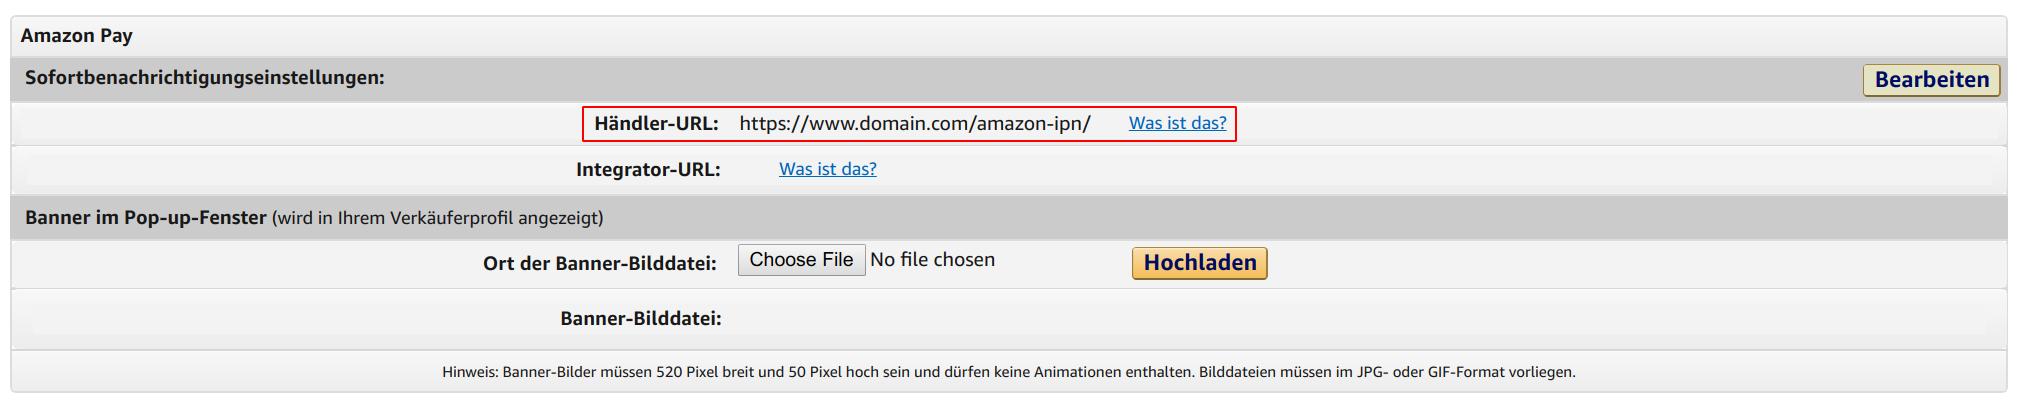 Amazon Pay
Sofortbenachrichtigungseinstellungen: Bearbeiten
Händler-URL: https://www.domain.com/amazon-ipn/ Was ist das?
Integrator-URL: Was ist das?
Banner im Pop-up-Fenster (wird in Ihrem Verkäuferprofil angezeigt)
Ort der Banner-Bilddatei: Choose File No file chosen Hochladen
Banner-Bilddatei:
Hinweis: Banner-Bilder müssen 520 Pixel breit und 50 Pixel hoch sein und dürfen keine Animationen enthalten. Bilddateien müssen im JPG- oder GIF-Format vorliegen.